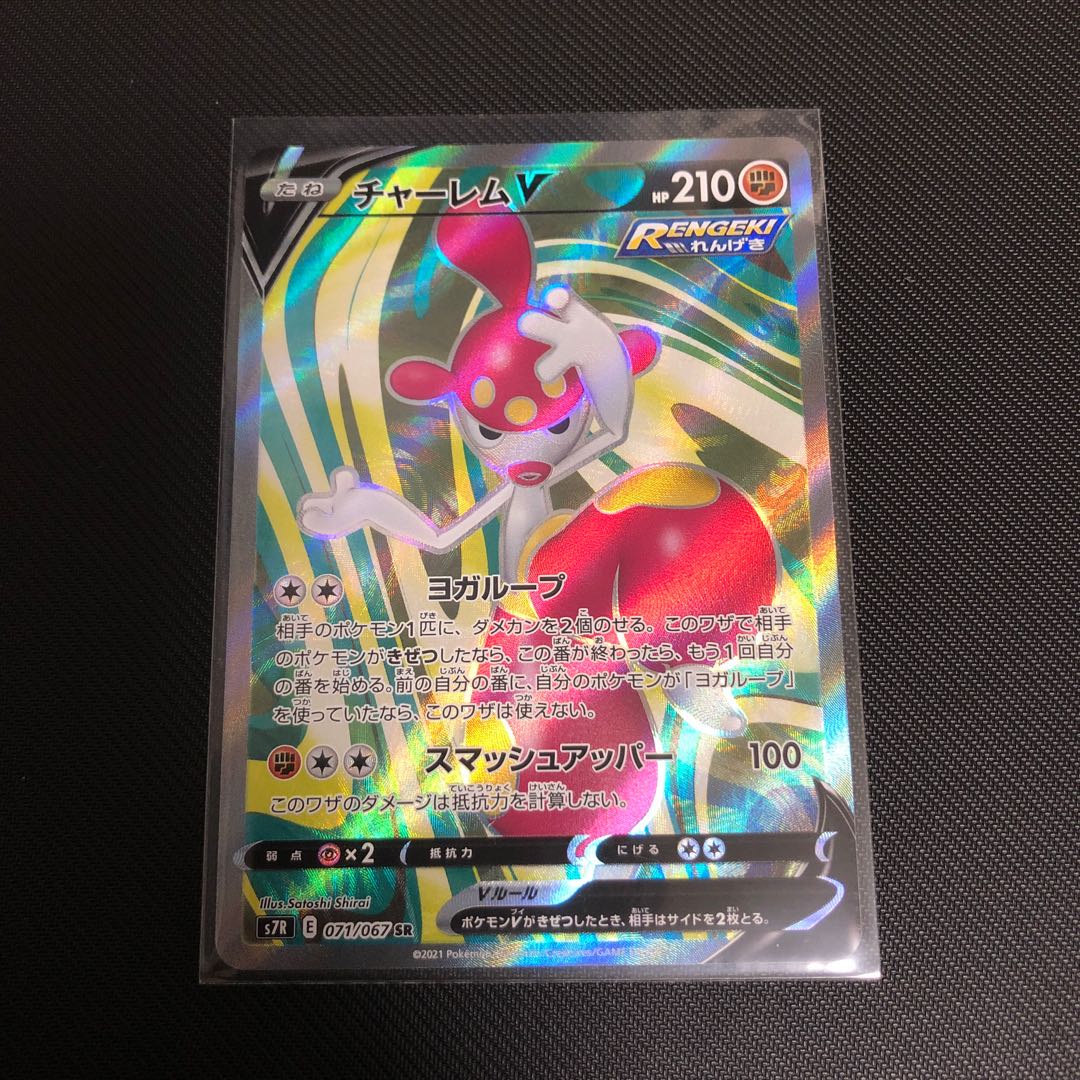 たね チャーレムV HP 210
RENGEKI
れんげき
ヨガループ
相手のポケモン1匹に、ダメカンを2個のせる。このワザで相手
のポケモンがきぜつしたなら、この番が終わったら、もう1回自分
の番を始める。前の自分の番に、自分のポケモンが「ヨガループ」
を使っていたなら、このワザは使えない。
スマッシュアッパー 100
このワザのダメージは抵抗力を計算しない。
弱点 ×2 抵抗力 にげる
Illus. Satoshi Shirai
Vルール
ポケモンVがきぜつしたとき、相手はサイドを2枚とる。
s7R E 071/067 SR
©2021 Pokémon